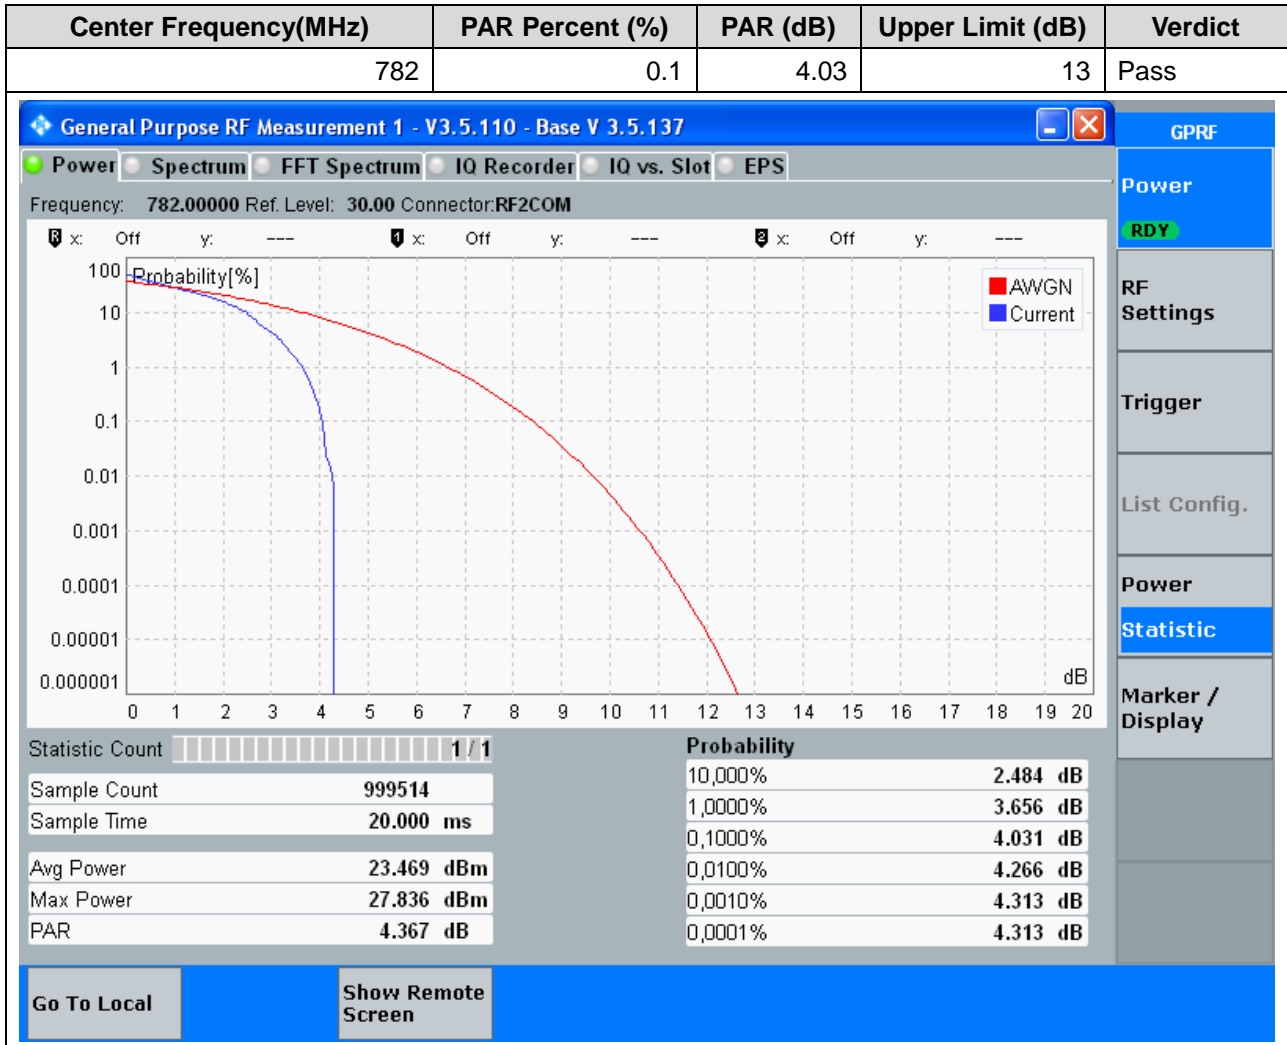 Center Frequency(MHz) PAR Percent (%) PAR (dB) Upper Limit (dB) Verdict
782 0.1 4.03 13 Pass
General Purpose RF Measurement 1 - V3.5.110 - Base V 3.5.137
GPRF
Power Spectrum FFT Spectrum IQ Recorder IQ vs. Slot EPS
Frequency: 782.00000 Ref. Level: 30.00 Connector:RF2COM
R x: Off y: --- 1 x: Off y: --- 2 x: Off y: ---
Probability[%]
AWGN
Current
100
10
1
0.1
0.01
0.001
0.0001
0.00001
0.000001
dB
0 1 2 3 4 5 6 7 8 9 10 11 12 13 14 15 16 17 18 19 20
Statistic Count 1 / 1
Sample Count 999514
Sample Time 20.000 ms
Avg Power 23.469 dBm
Max Power 27.836 dBm
PAR 4.367 dB
Probability
10,000% 2.484 dB
1,0000% 3.656 dB
0,1000% 4.031 dB
0,0100% 4.266 dB
0,0010% 4.313 dB
0,0001% 4.313 dB
Power
RDY
RF
Settings
Trigger
List Config.
Power
Statistic
Marker /
Display
Go To Local
Show Remote
Screen